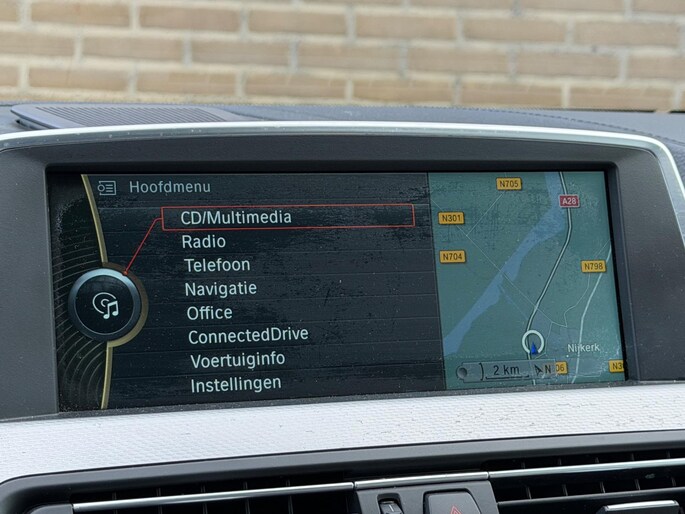 Hoofdmenu
CD/Multimedia
Radio
Telefoon
Navigatie
Office
ConnectedDrive
Voertuiginfo
Instellingen
N705
A28
N301
N704
N798
Nijkerk
2 km
N